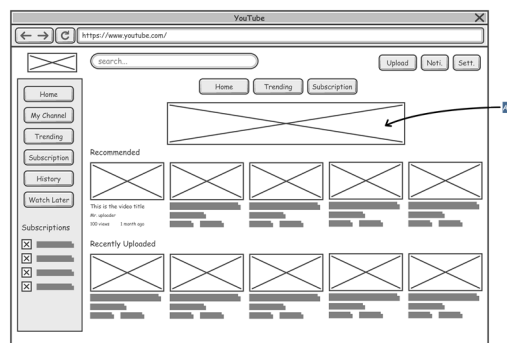 YouTube
https://www.youtube.com/
search...
Upload
Noti.
Sett.
Home
Trending
Subscription
Home
My Channel
Trending
Subscription
History
Watch Later
Subscriptions
Recommended
This is the video title
Mr. uploader
100 views 1 month ago
Recently Uploaded